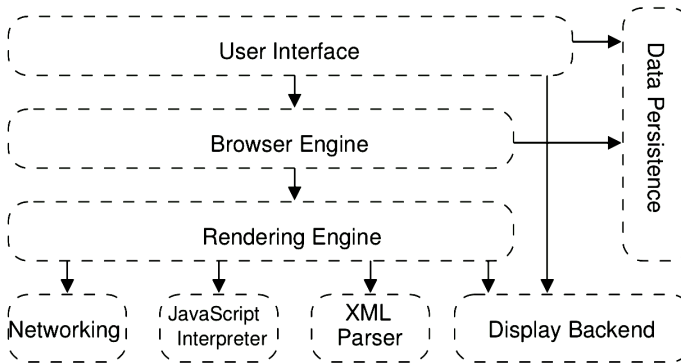 User Interface
Data Persistence
Browser Engine
Rendering Engine
Networking
JavaScript
Interpreter
XML
Parser
Display Backend